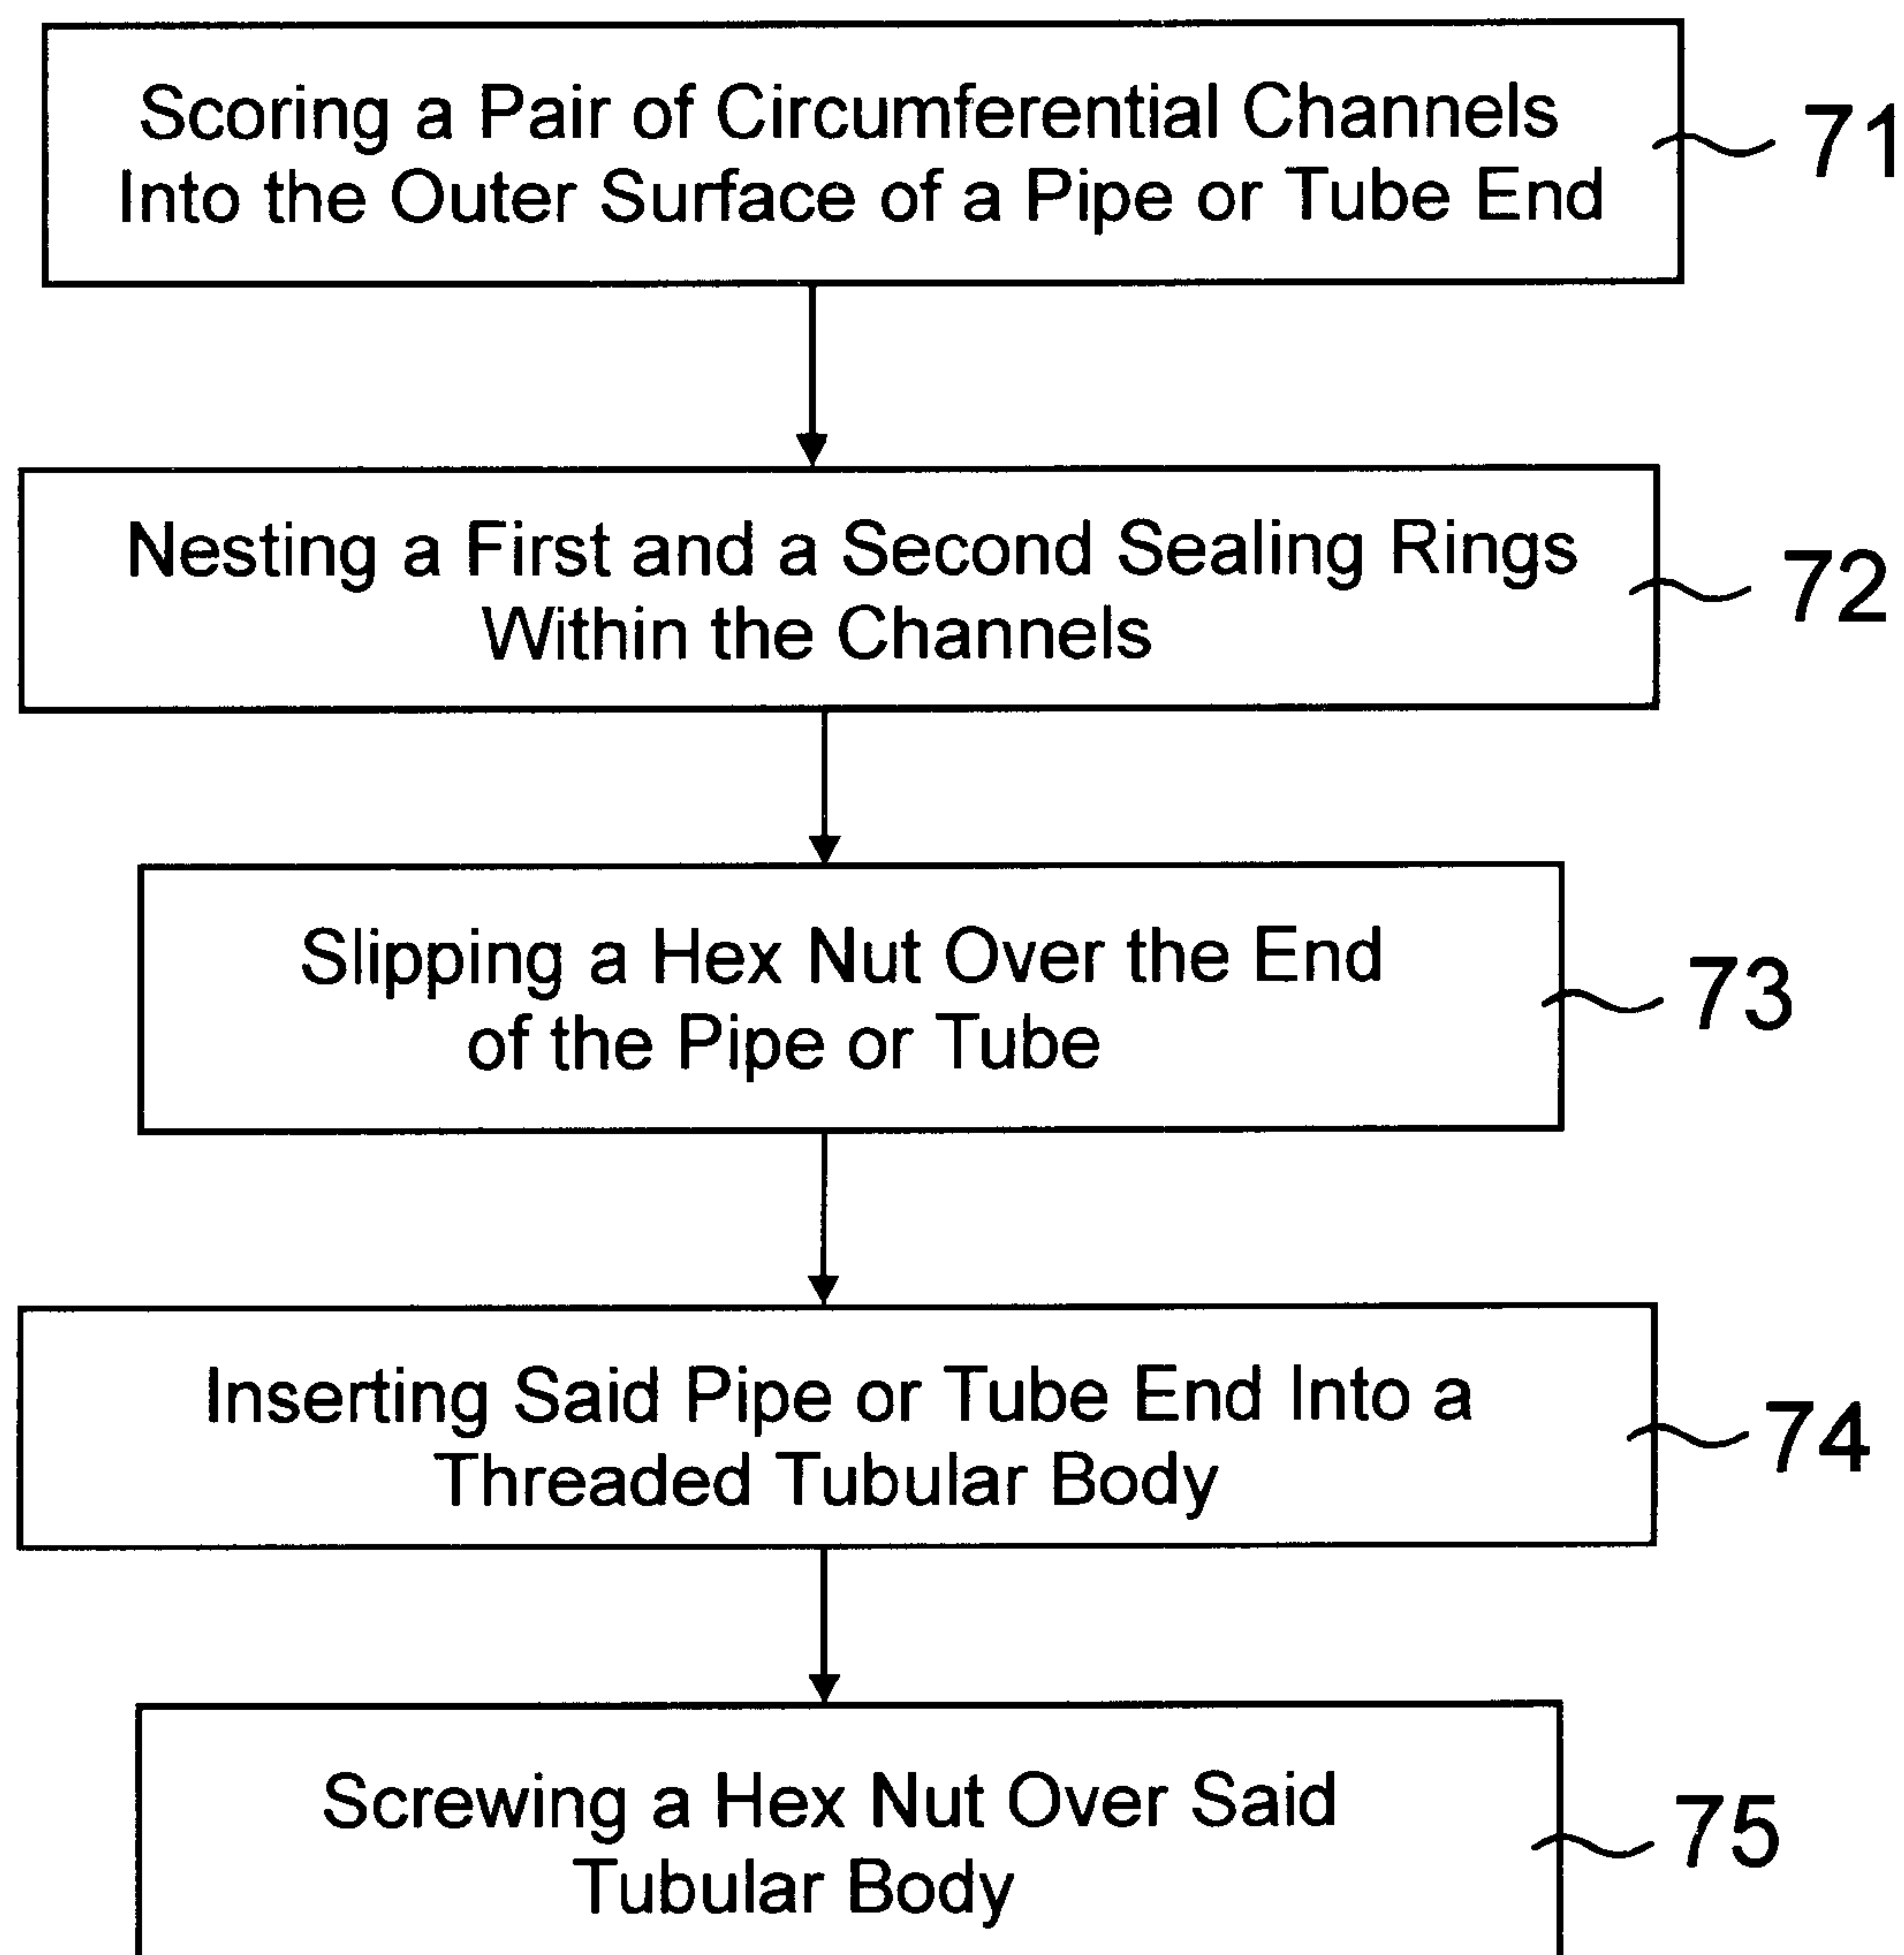 Scoring a Pair of Circumferential Channels
Into the Outer Surface of a Pipe or Tube End
71
Nesting a First and a Second Sealing Rings
Within the Channels
72
Slipping a Hex Nut Over the End
of the Pipe or Tube
73
Inserting Said Pipe or Tube End Into a
Threaded Tubular Body
74
Screwing a Hex Nut Over Said
Tubular Body
75